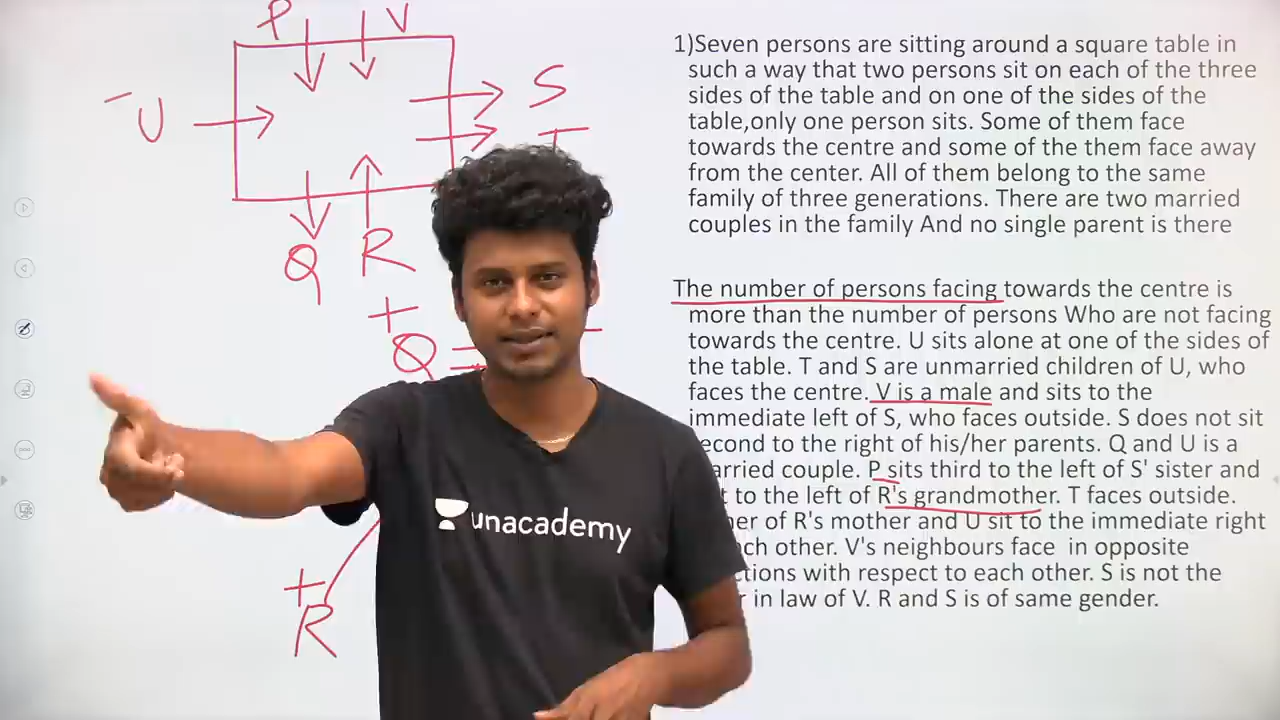 P V
S
-U
T
Q R
+
Q =
+
R
1)Seven persons are sitting around a square table in
such a way that two persons sit on each of the three
sides of the table and on one of the sides of the
table,only one person sits. Some of them face
towards the centre and some of the them face away
from the center. All of them belong to the same
family of three generations. There are two married
couples in the family And no single parent is there
The number of persons facing towards the centre is
more than the number of persons Who are not facing
towards the centre. U sits alone at one of the sides of
the table. T and S are unmarried children of U, who
faces the centre. V is a male and sits to the
immediate left of S, who faces outside. S does not sit
to the right of his/her parents. Q and U is a
couple. P sits third to the left of S' sister and
to the left of R's grandmother. T faces outside.
of R's mother and U sit to the immediate right
other. V's neighbours face in opposite
with respect to each other. S is not the
in law of V. R and S is of same gender.
unacademy